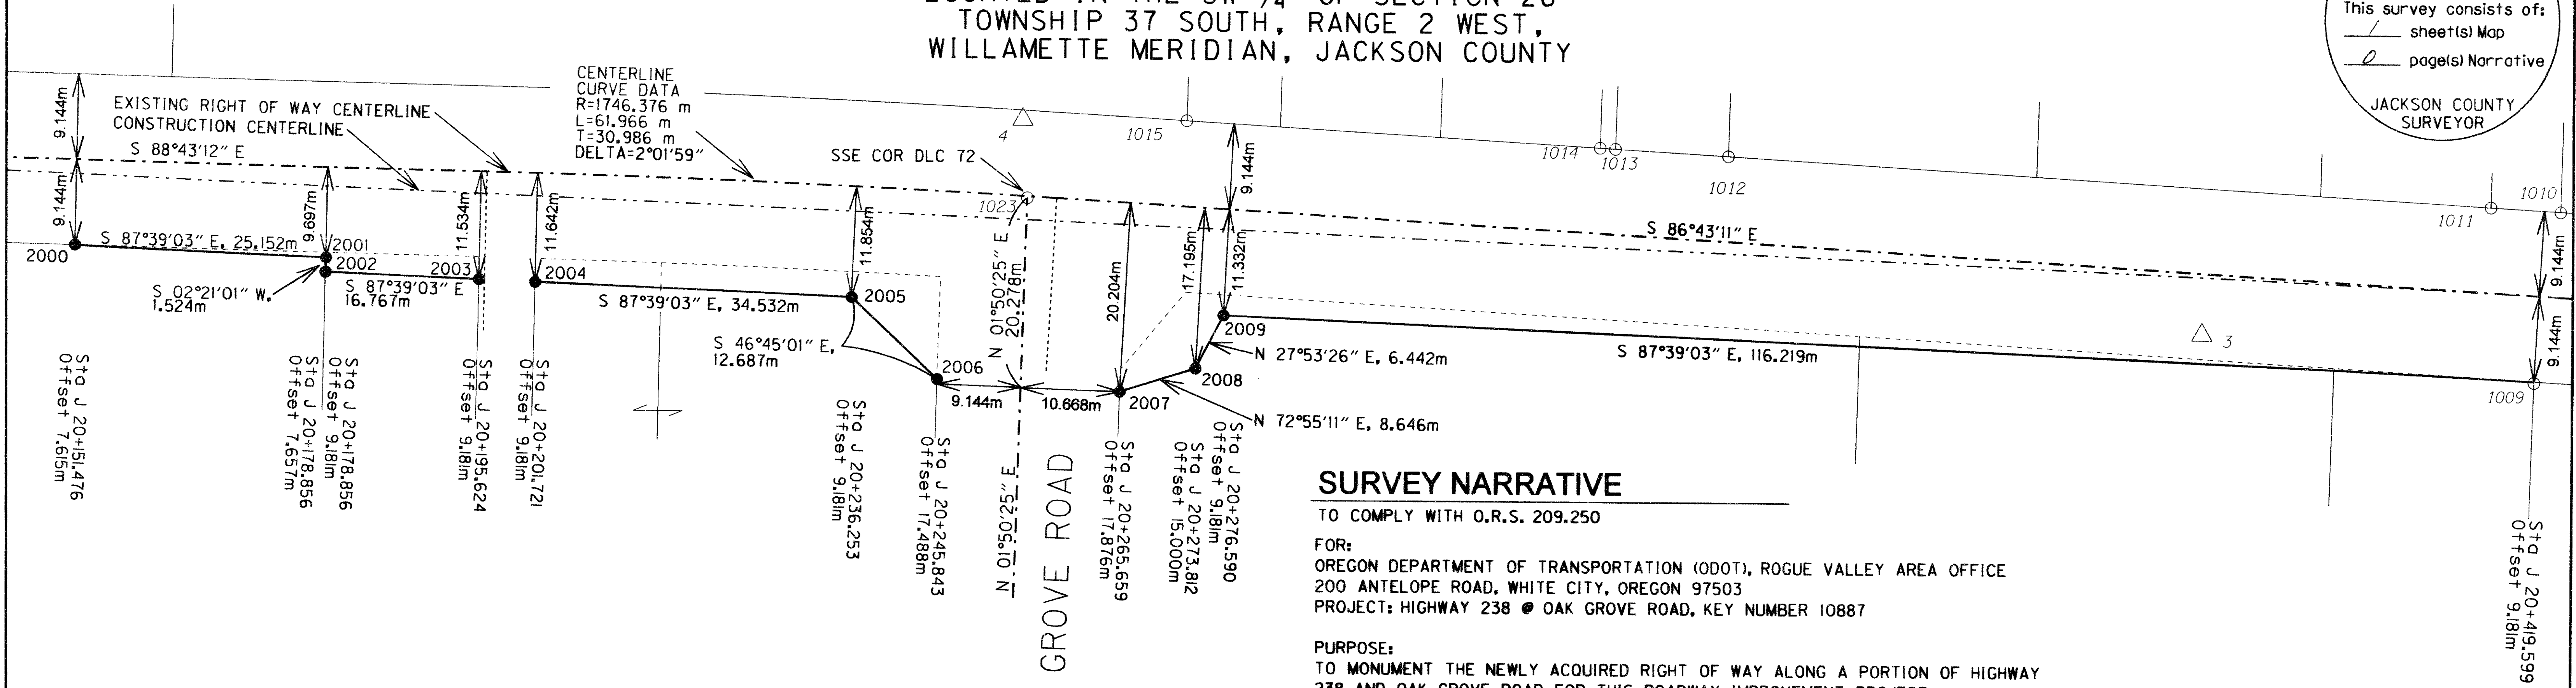 TOWNSHIP 37 SOUTH, RANGE 2 WEST,
WILLAMETTE MERIDIAN, JACKSON COUNTY
This survey consists of:
/ sheet(s) Map
0 page(s) Narrative
JACKSON COUNTY
SURVEYOR
CENTERLINE
CURVE DATA
R=1746.376 m
L=61.966 m
T=30.986 m
DELTA=2°01'59"
EXISTING RIGHT OF WAY CENTERLINE
CONSTRUCTION CENTERLINE
S 88°43'12" E
9.144m
9.144m
SSE COR DLC 72
4
1015
1014
1013
1012
1011
1010
1023
9.144m
S 86°43'11" E
9.144m
9.144m
9.697m
11.534m
11.642m
11.854m
N 01°50'25" E
20.278m
20.204m
17.195m
11.332m
2000
S 87°39'03" E, 25.152m
2001
2002
2003
2004
2005
2006
2007
2008
2009
1009
3
S 02°21'01" W,
1.524m
S 87°39'03" E
16.767m
S 87°39'03" E, 34.532m
S 46°45'01" E,
12.687m
9.144m
10.668m
N 27°53'26" E, 6.442m
N 72°55'11" E, 8.646m
S 87°39'03" E, 116.219m
Sta J 20+151.476
Offset 7.615m
Sta J 20+178.856
Offset 7.657m
Sta J 20+178.856
Offset 9.181m
Sta J 20+195.624
Offset 9.181m
Sta J 20+201.721
Offset 9.181m
Sta J 20+236.253
Offset 9.181m
Sta J 20+245.843
Offset 17.488m
N 01°50'25" E
GROVE ROAD
Sta J 20+265.659
Offset 17.876m
Sta J 20+273.812
Offset 15.000m
Sta J 20+276.590
Offset 9.181m
Sta J 20+419.599
Offset 9.181m
SURVEY NARRATIVE
TO COMPLY WITH O.R.S. 209.250
FOR:
OREGON DEPARTMENT OF TRANSPORTATION (ODOT), ROGUE VALLEY AREA OFFICE
200 ANTELOPE ROAD, WHITE CITY, OREGON 97503
PROJECT: HIGHWAY 238 @ OAK GROVE ROAD, KEY NUMBER 10887
PURPOSE:
TO MONUMENT THE NEWLY ACQUIRED RIGHT OF WAY ALONG A PORTION OF HIGHWAY